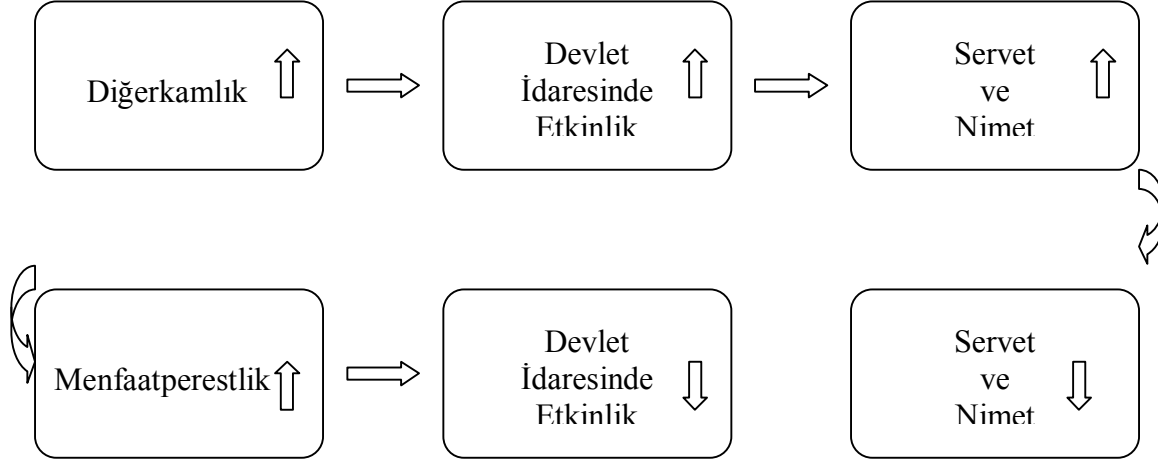 Diğerkamlık
Devlet
İdaresinde
Etkinlik
Servet
ve
Nimet
Menfaatperestlik
Devlet
İdaresinde
Etkinlik
Servet
ve
Nimet